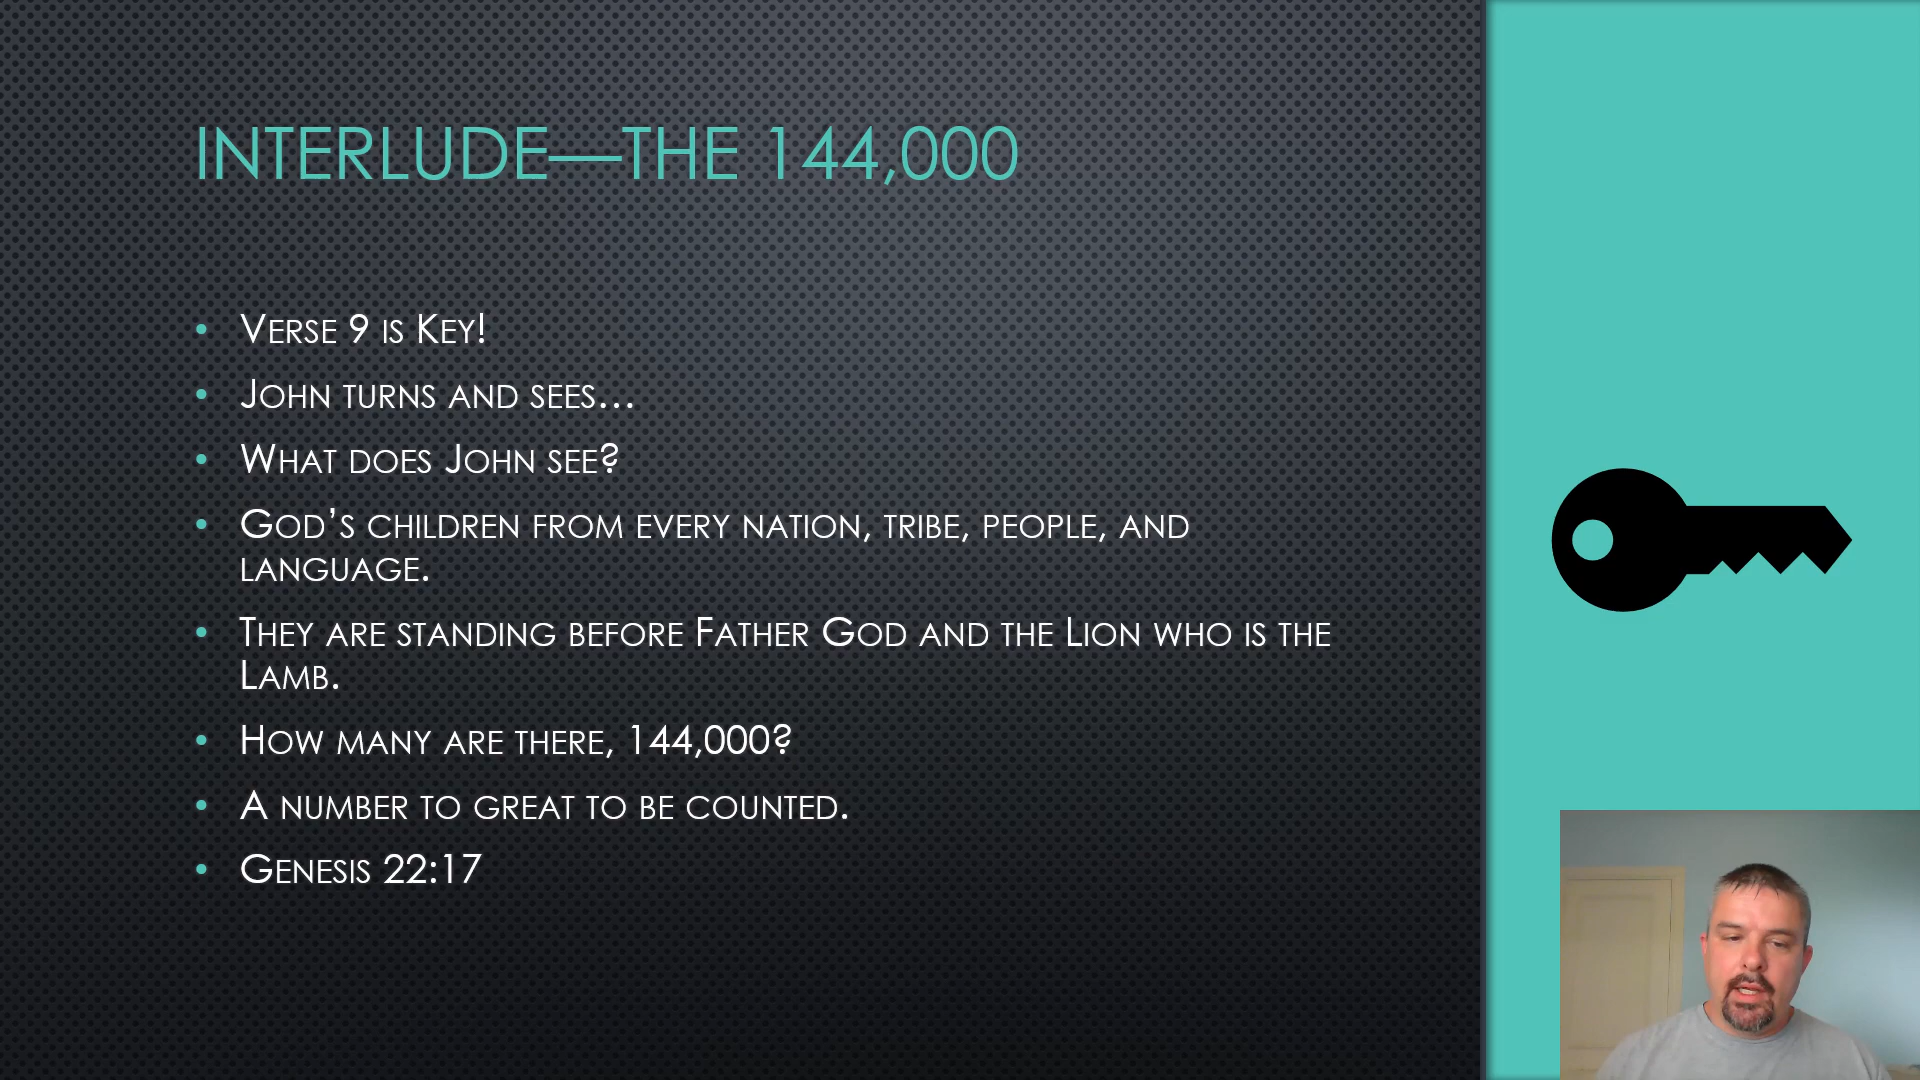 INTERLUDE—THE 144,000
• VERSE 9 IS KEY!
• JOHN TURNS AND SEES…
• WHAT DOES JOHN SEE?
• GOD’S CHILDREN FROM EVERY NATION, TRIBE, PEOPLE, AND
LANGUAGE.
• THEY ARE STANDING BEFORE FATHER GOD AND THE LION WHO IS THE
LAMB.
• HOW MANY ARE THERE, 144,000?
• A NUMBER TO GREAT TO BE COUNTED.
• GENESIS 22:17